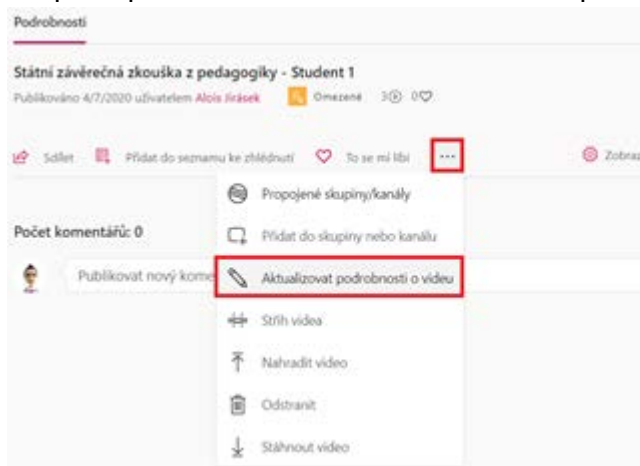 Podrobnosti
Státní závěrečná zkouška z pedagogiky - Student 1
Publikováno 4/7/2020 uživatelem Alois Jirásek Omezené 3 0
Sdílet Přidat do seznamu ke zhlédnutí To se mi líbí ...
Propojené skupiny/kanály
Počet komentářů: 0
Přidat do skupiny nebo kanálu
Publikovat nový kome
Aktualizovat podrobnosti o videu
Střih videa
Nahradit video
Odstranit
Stáhnout video